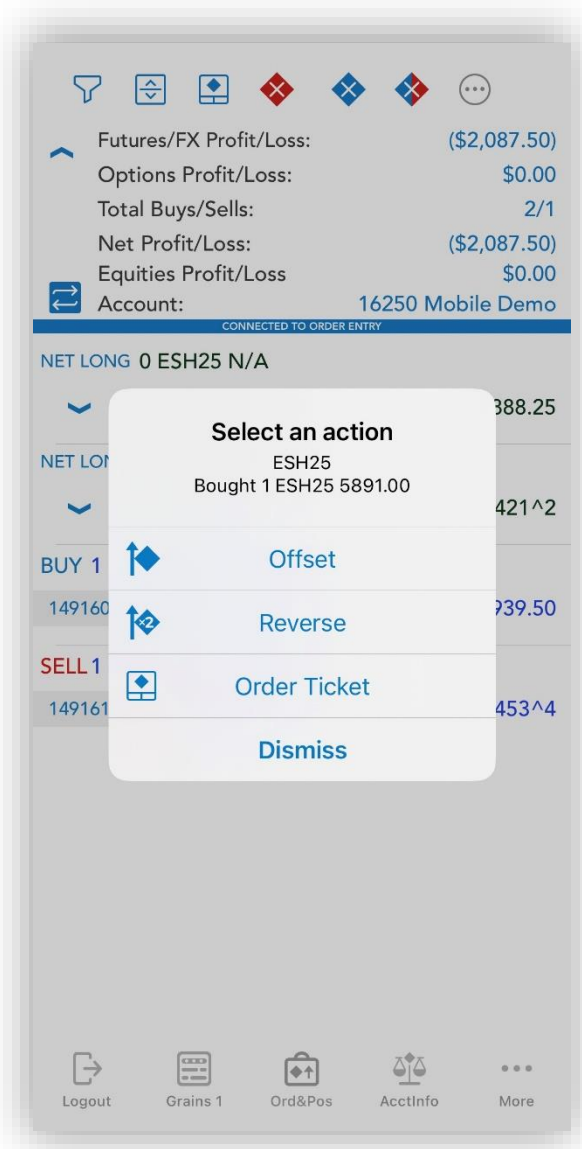 Futures/FX Profit/Loss: ($2,087.50)
Options Profit/Loss: $0.00
Total Buys/Sells: 2/1
Net Profit/Loss: ($2,087.50)
Equities Profit/Loss $0.00
Account: 16250 Mobile Demo
CONNECTED TO ORDER ENTRY
NET LONG 0 ESH25 N/A
388.25
Select an action
ESH25
Bought 1 ESH25 5891.00
NET
421^2
Offset
BUY 1
149160
939.50
Reverse
SELL 1
Order Ticket
149161
453^4
Dismiss
Logout
Grains 1
Ord&Pos
AcctInfo
More